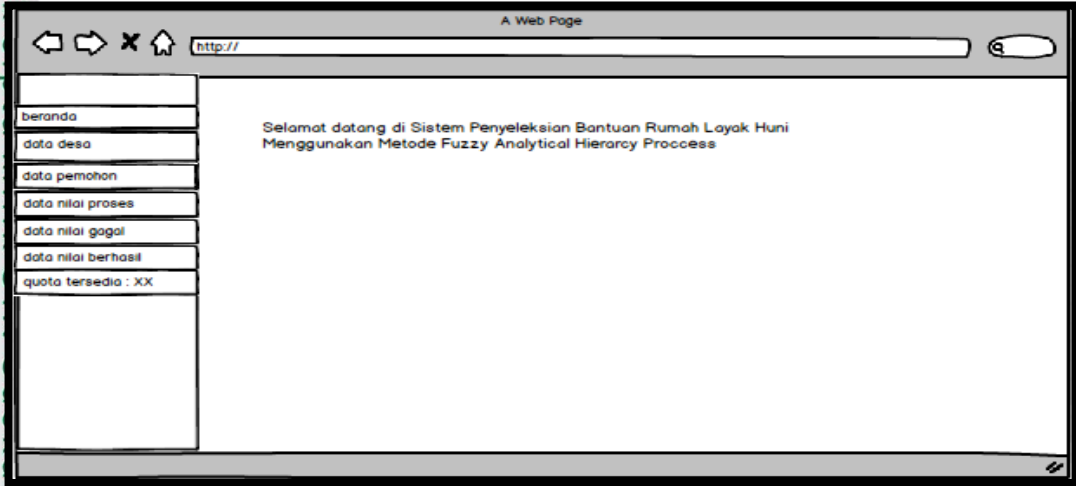 A Web Page
http://
beranda
data desa
data pemohon
data nilai proses
data nilai gagal
data nilai berhasil
quota tersedia : XX
Selamat datang di Sistem Penyeleksian Bantuan Rumah Layak Huni
Menggunakan Metode Fuzzy Analytical Hierarcy Proccess